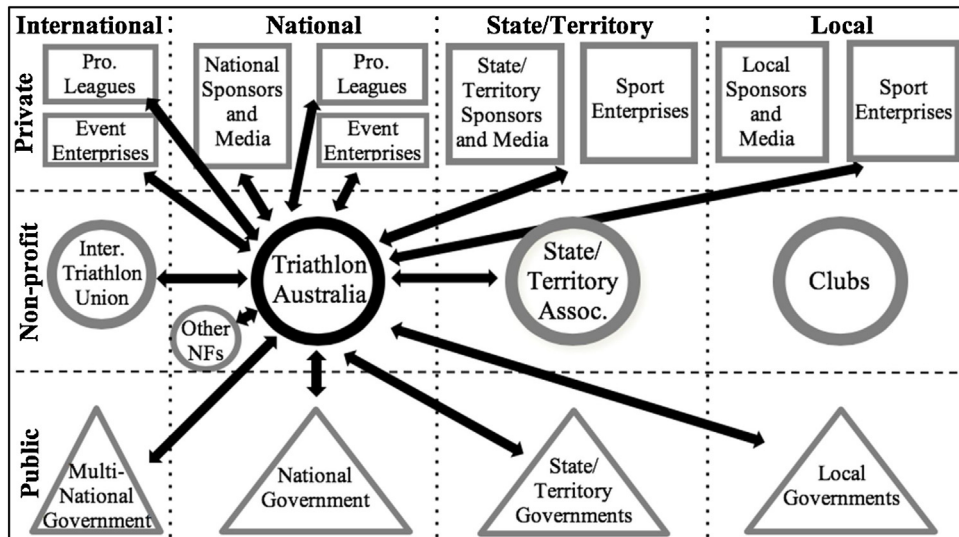 International
National
State/Territory
Local
Private
Pro.
Leagues
Event
Enterprises
National
Sponsors
and
Media
Pro.
Leagues
Event
Enterprises
State/
Territory
Sponsors
and Media
Sport
Enterprises
Local
Sponsors
and
Media
Sport
Enterprises
Non-profit
Inter.
Triathlon
Union
Other
NFs
Triathlon
Australia
State/
Territory
Assoc.
Clubs
Public
Multi-
National
Government
National
Government
State/
Territory
Governments
Local
Governments